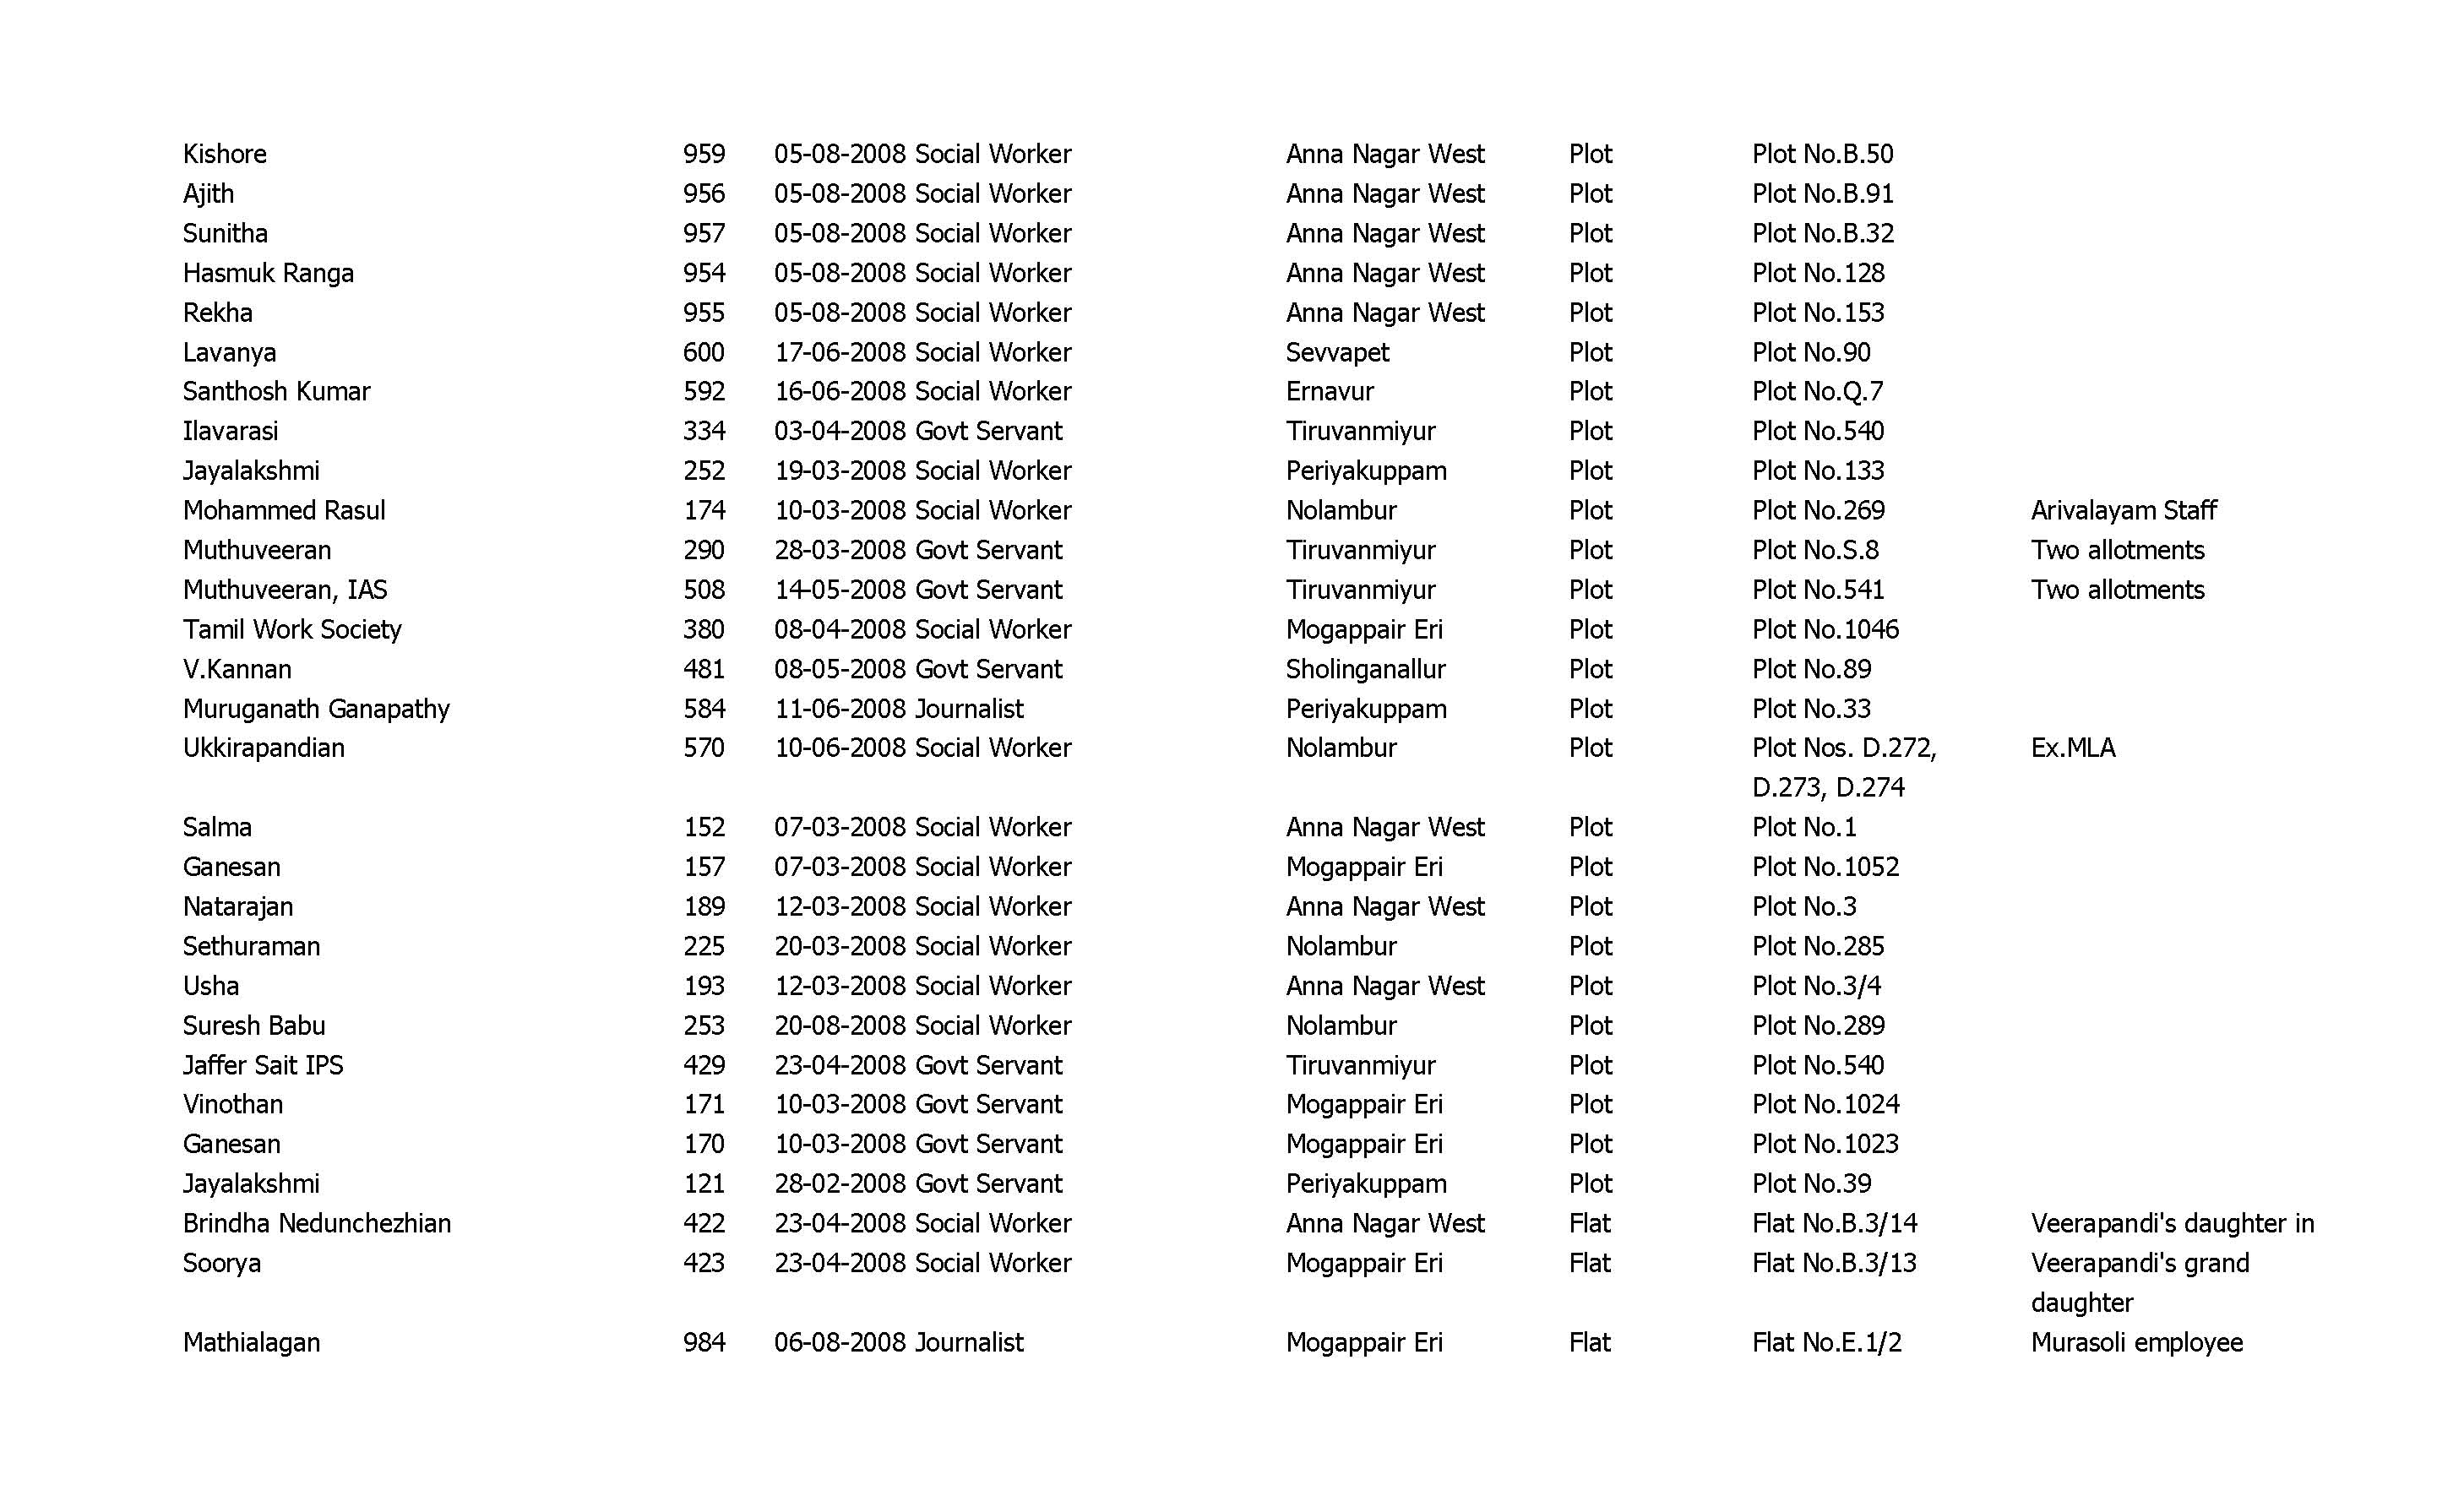 Kishore 959 05-08-2008 Social Worker Anna Nagar West Plot Plot No.B.50
Ajith 956 05-08-2008 Social Worker Anna Nagar West Plot Plot No.B.91
Sunitha 957 05-08-2008 Social Worker Anna Nagar West Plot Plot No.B.32
Hasmuk Ranga 954 05-08-2008 Social Worker Anna Nagar West Plot Plot No.128
Rekha 955 05-08-2008 Social Worker Anna Nagar West Plot Plot No.153
Lavanya 600 17-06-2008 Social Worker Sevvapet Plot Plot No.90
Santhosh Kumar 592 16-06-2008 Social Worker Ernavur Plot Plot No.Q.7
Ilavarasi 334 03-04-2008 Govt Servant Tiruvanmiyur Plot Plot No.540
Jayalakshmi 252 19-03-2008 Social Worker Periyakuppam Plot Plot No.133
Mohammed Rasul 174 10-03-2008 Social Worker Nolambur Plot Plot No.269 Arivalayam Staff
Muthuveeran 290 28-03-2008 Govt Servant Tiruvanmiyur Plot Plot No.S.8 Two allotments
Muthuveeran, IAS 508 14-05-2008 Govt Servant Tiruvanmiyur Plot Plot No.541 Two allotments
Tamil Work Society 380 08-04-2008 Social Worker Mogappair Eri Plot Plot No.1046
V.Kannan 481 08-05-2008 Govt Servant Sholinganallur Plot Plot No.89
Muruganath Ganapathy 584 11-06-2008 Journalist Periyakuppam Plot Plot No.33
Ukkirapandian 570 10-06-2008 Social Worker Nolambur Plot Plot Nos. D.272, Ex.MLA
D.273, D.274
Salma 152 07-03-2008 Social Worker Anna Nagar West Plot Plot No.1
Ganesan 157 07-03-2008 Social Worker Mogappair Eri Plot Plot No.1052
Natarajan 189 12-03-2008 Social Worker Anna Nagar West Plot Plot No.3
Sethuraman 225 20-03-2008 Social Worker Nolambur Plot Plot No.285
Usha 193 12-03-2008 Social Worker Anna Nagar West Plot Plot No.3/4
Suresh Babu 253 20-08-2008 Social Worker Nolambur Plot Plot No.289
Jaffer Sait IPS 429 23-04-2008 Govt Servant Tiruvanmiyur Plot Plot No.540
Vinothan 171 10-03-2008 Govt Servant Mogappair Eri Plot Plot No.1024
Ganesan 170 10-03-2008 Govt Servant Mogappair Eri Plot Plot No.1023
Jayalakshmi 121 28-02-2008 Govt Servant Periyakuppam Plot Plot No.39
Brindha Nedunchezhian 422 23-04-2008 Social Worker Anna Nagar West Flat Flat No.B.3/14 Veerapandi's daughter in
Soorya 423 23-04-2008 Social Worker Mogappair Eri Flat Flat No.B.3/13 Veerapandi's grand
daughter
Mathialagan 984 06-08-2008 Journalist Mogappair Eri Flat Flat No.E.1/2 Murasoli employee